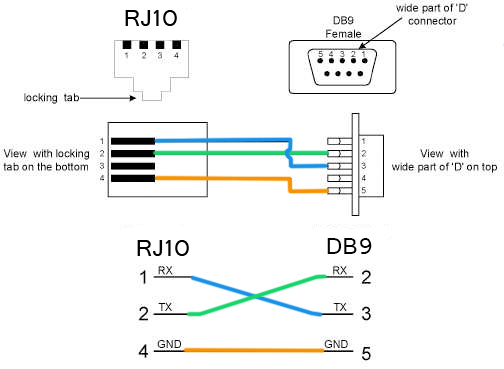 RJ10
wide part of 'D'
connector
DB9
Female
5 4 3 2 1
1 2 3 4
locking tab
View with locking
tab on the bottom
1
2
3
4
1
2
3
4
5
View with
wide part of 'D' on top
RJ10 DB9
1 RX RX 2
2 TX TX 3
4 GND GND 5